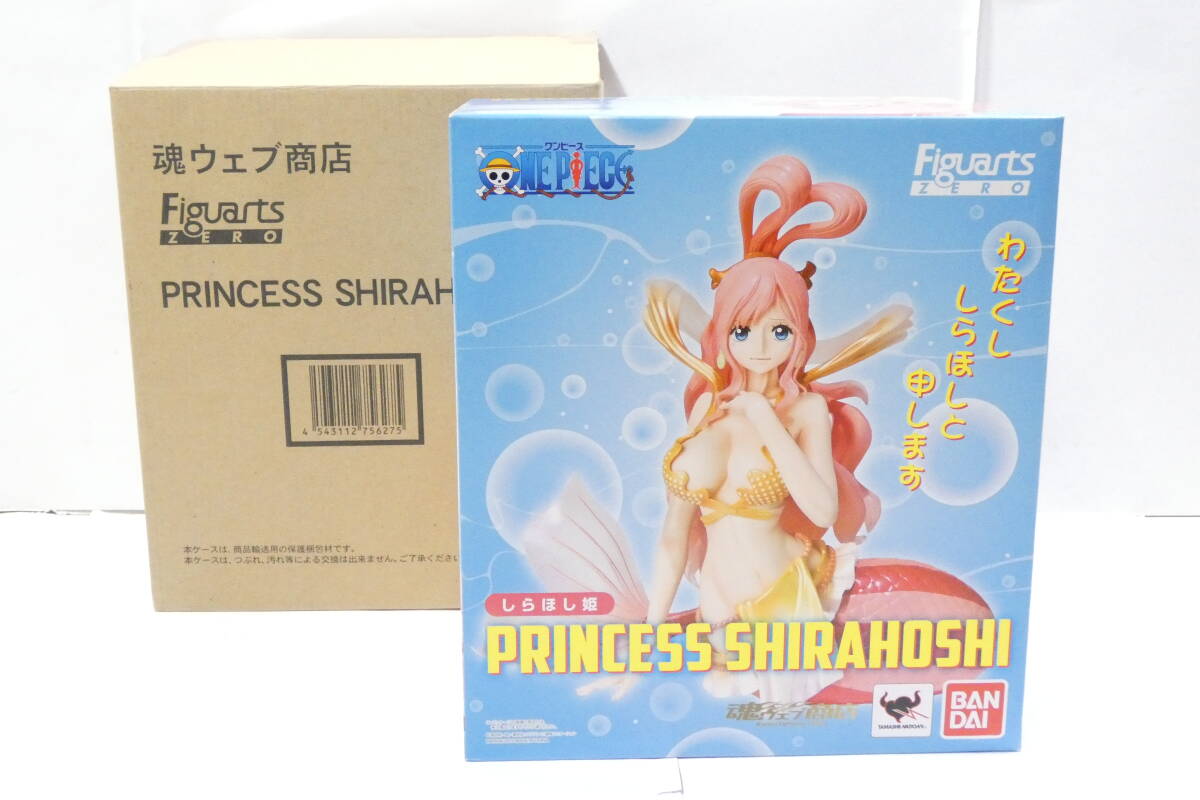 魂ウェブ商店
Figuarts
ZERO
PRINCESS SHIRAH
4 543112 756275
本ケースは、商品輸送用の保護梱包材です。
本ケースは、つぶれ、汚れ等による交換は出来ません。ご了承くださ
ワンピース
ONE PIECE
Figuarts
ZERO
わたくし
しらほしと
申します
しらほし姫
PRINCESS SHIRAHOSHI
魂ウェブ商店
TAMASHII NATIONS
BAN
DAI